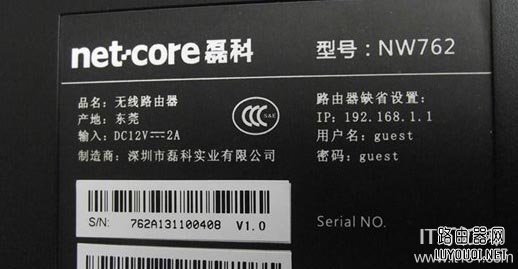 net·core磊科
型号：NW762
品名：无线路由器
产地：东莞
输入：DC12V⎓2A
制造商：深圳市磊科实业有限公司
CCC
S&E
路由器缺省设置：
IP：192.168.1.1
用户名：guest
密码：guest
S/N:
762A131100408
V1.0
Serial NO.
路由器网
LUYOUQI.NET